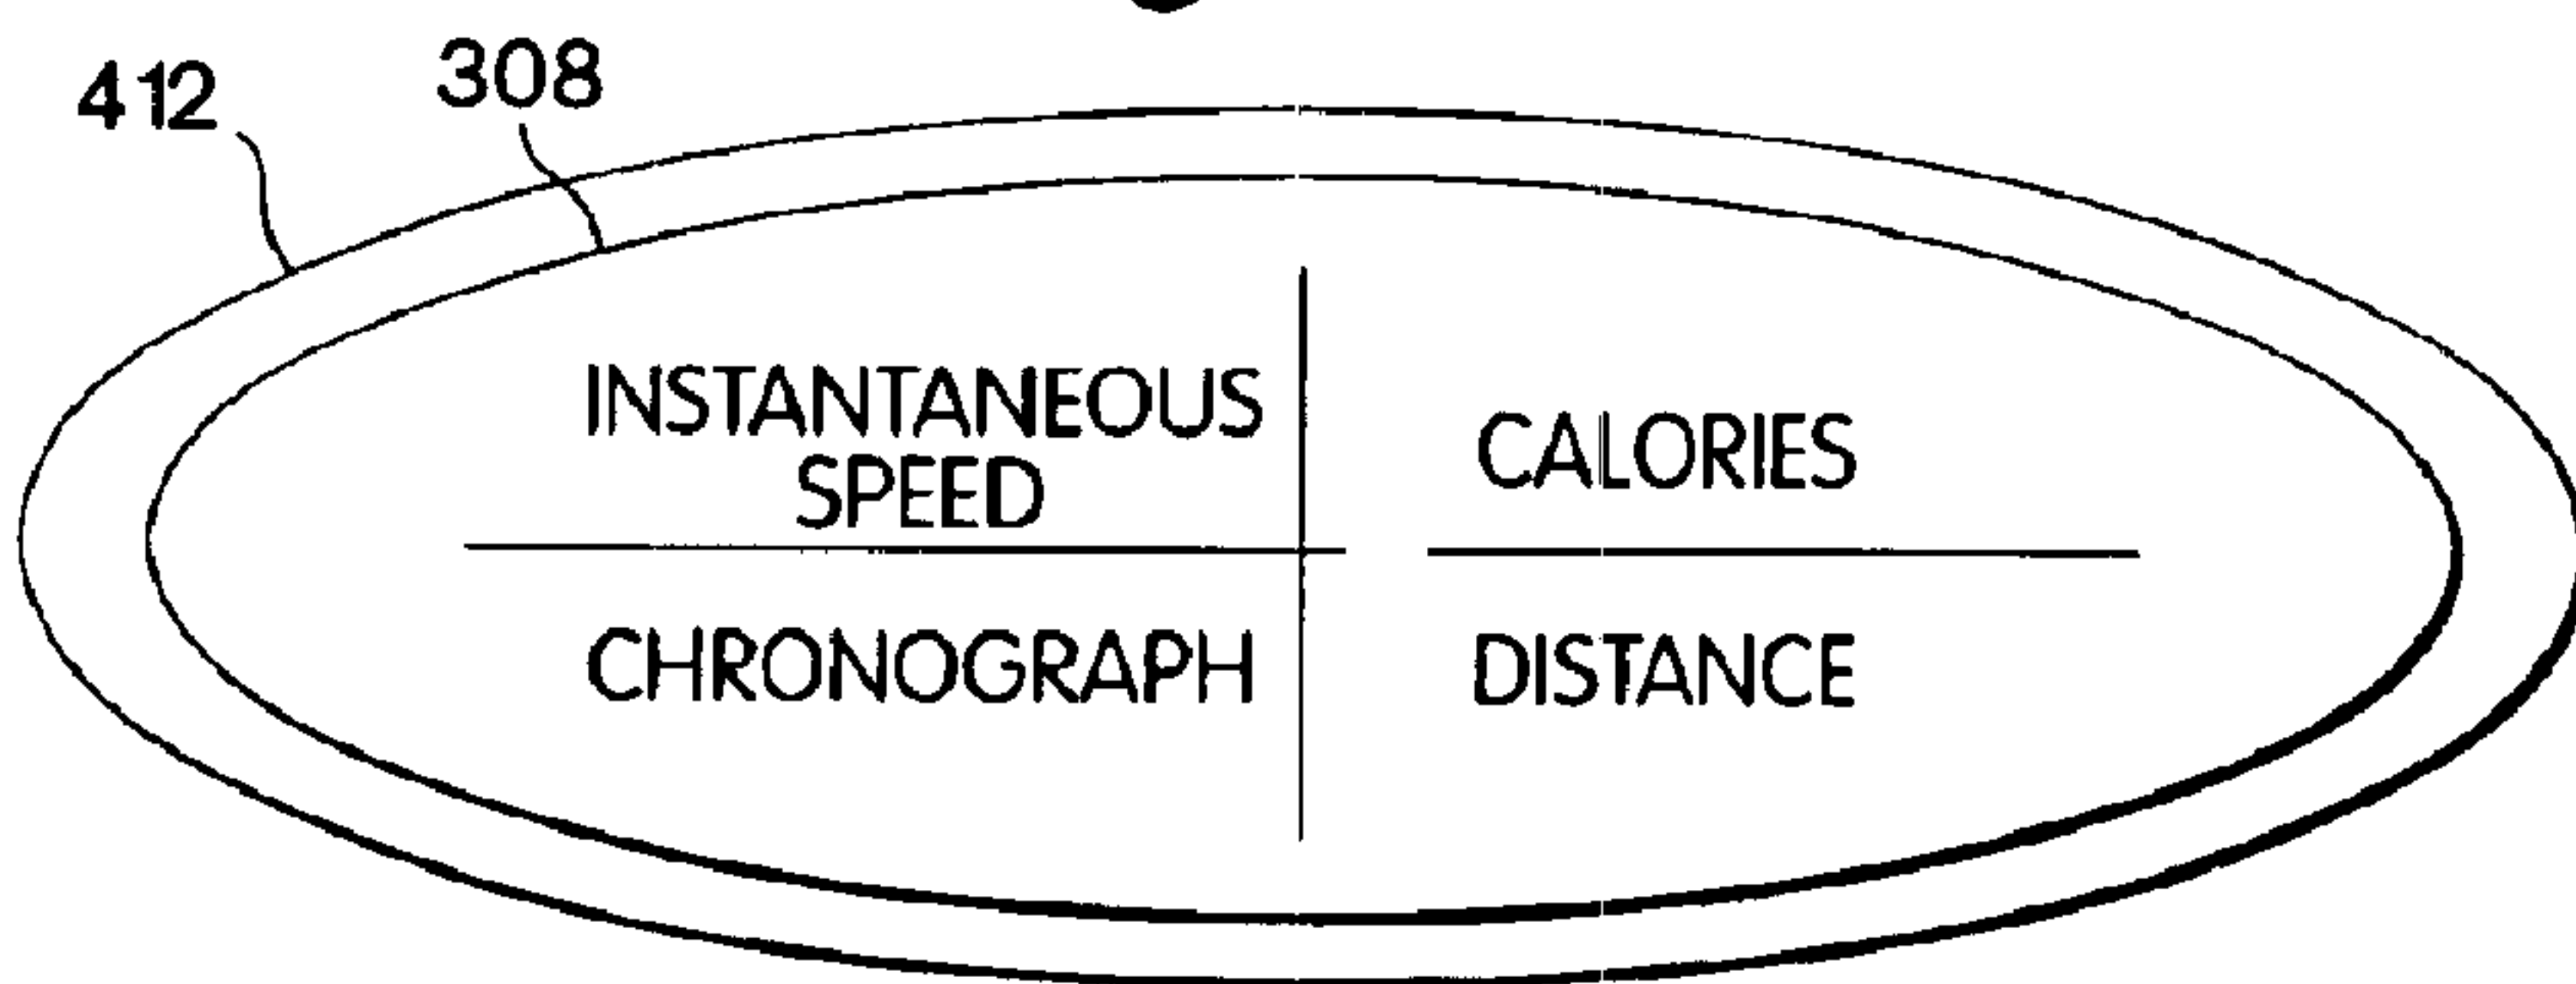 412
308
INSTANTANEOUS
SPEED
CALORIES
CHRONOGRAPH
DISTANCE